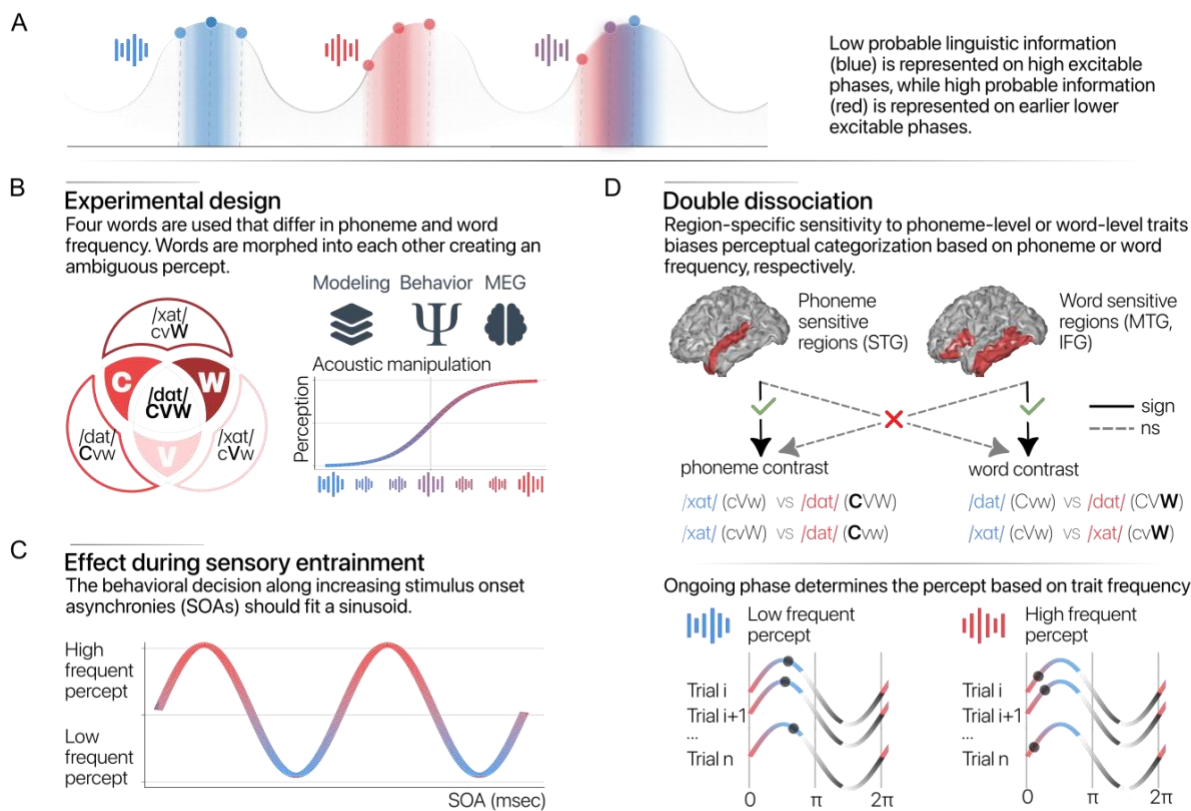 A
Low probable linguistic information
(blue) is represented on high excitable
phases, while high probable information
(red) is represented on earlier lower
excitable phases.
B
Experimental design
Four words are used that differ in phoneme and word
frequency. Words are morphed into each other creating an
ambiguous percept.
/xat/
cvW
C
W
/dɑt/
CVW
/dat/
Cvw
V
/xɑt/
cVw
Modeling
Behavior
MEG
Ψ
Acoustic manipulation
Perception
C
Effect during sensory entrainment
The behavioral decision along increasing stimulus onset
asynchronies (SOAs) should fit a sinusoid.
High
frequent
percept
Low
frequent
percept
SOA (msec)
D
Double dissociation
Region-specific sensitivity to phoneme-level or word-level traits
biases perceptual categorization based on phoneme or word
frequency, respectively.
Phoneme
sensitive
regions (STG)
Word sensitive
regions (MTG,
IFG)
sign
ns
phoneme contrast
/xɑt/ (cVw) vs /dɑt/ (CVW)
/xat/ (cvW) vs /dat/ (Cvw)
word contrast
/dat/ (Cvw) vs /dɑt/ (CVW)
/xɑt/ (cVw) vs /xat/ (cvW)
Ongoing phase determines the percept based on trait frequency
Low frequent
percept
Trial i
Trial i+1
...
Trial n
0
π
2π
High frequent
percept
Trial i
Trial i+1
...
Trial n
0
π
2π